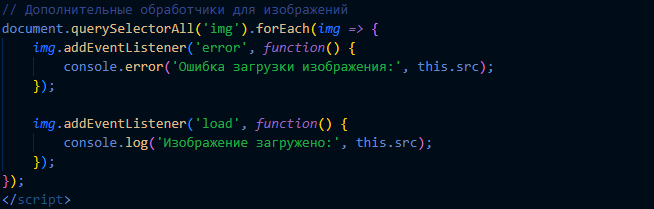 // Дополнительные обработчики для изображений
document.querySelectorAll('img').forEach(img => {
    img.addEventListener('error', function() {
        console.error('Ошибка загрузки изображения:', this.src);
    });

    img.addEventListener('load', function() {
        console.log('Изображение загружено:', this.src);
    });
});
</script>